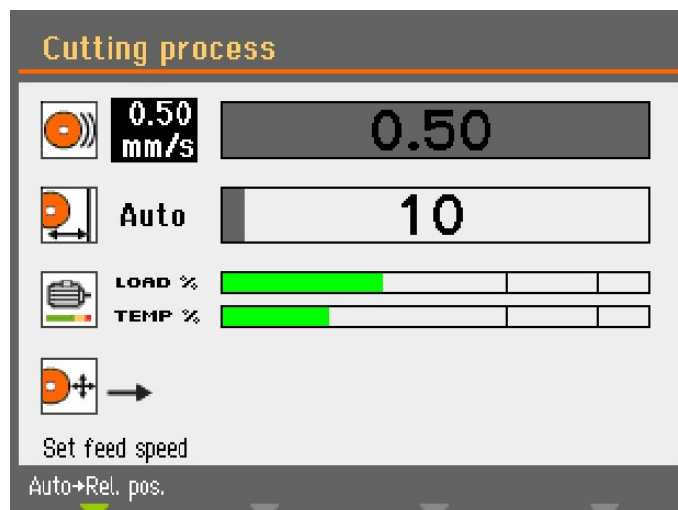 Cutting process
0.50
mm/s
0.50
Auto
10
LOAD %
TEMP %
Set feed speed
Auto→Rel. pos.